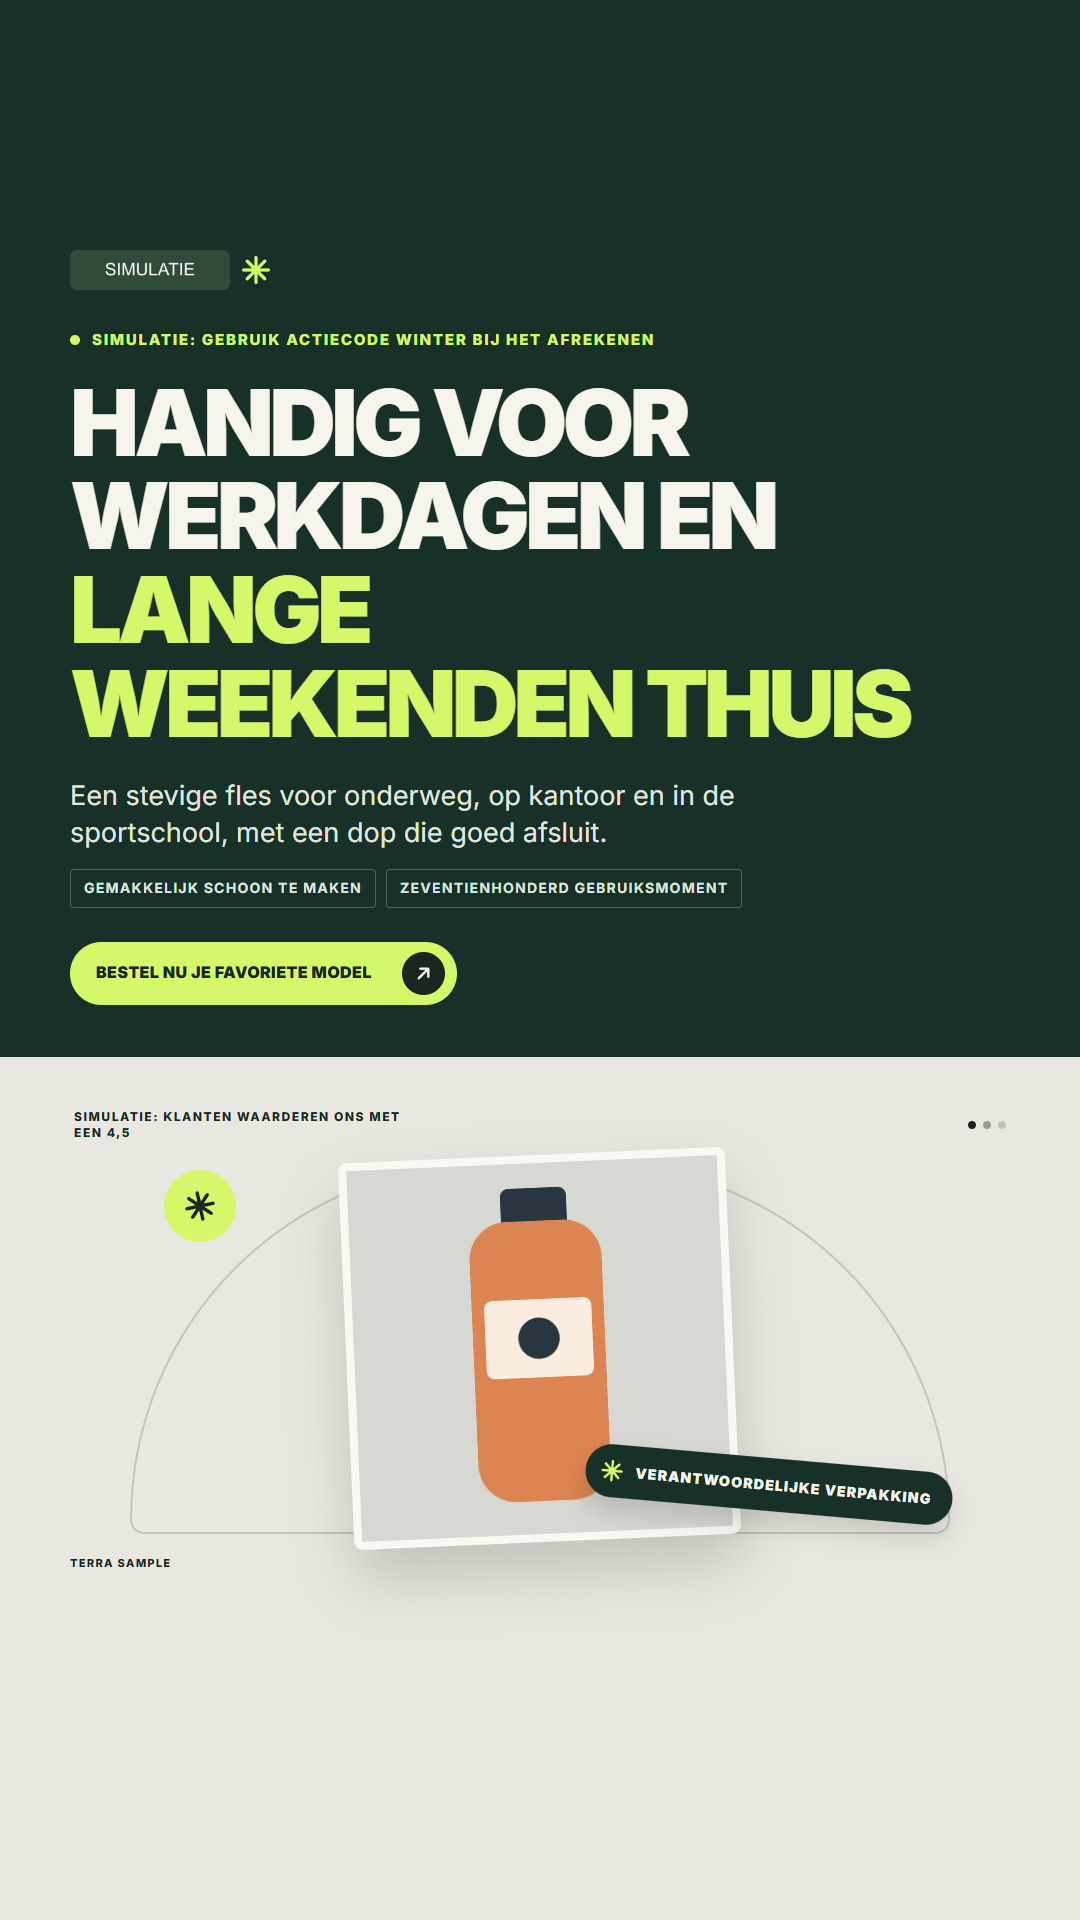 SIMULATIE
SIMULATIE: GEBRUIK ACTIECODE WINTER BIJ HET AFREKENEN
HANDIG VOOR
WERKDAGEN EN
LANGE
WEEKENDEN THUIS
Een stevige fles voor onderweg, op kantoor en in de
sportschool, met een dop die goed afsluit.
GEMAKKELIJK SCHOON TE MAKEN
ZEVENTIENHONDERD GEBRUIKSMOMENT
BESTEL NU JE FAVORIETE MODEL
SIMULATIE: KLANTEN WAARDEREN ONS MET
EEN 4,5
VERANTWOORDELIJKE VERPAKKING
TERRA SAMPLE